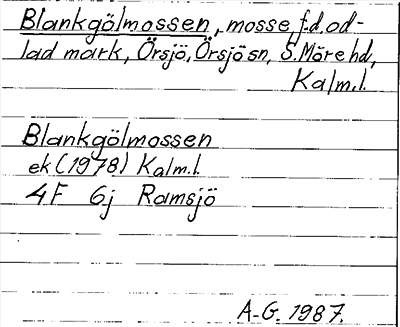 Blankgölmossen, mosse f.d. od-
lad mark, Örsjö, Örsjö sn, S. Möre hd,
Kalm.l.
Blankgölmossen
ek (1978) Kalm.l.
4F 6j Ramsjö
A-G. 1987.